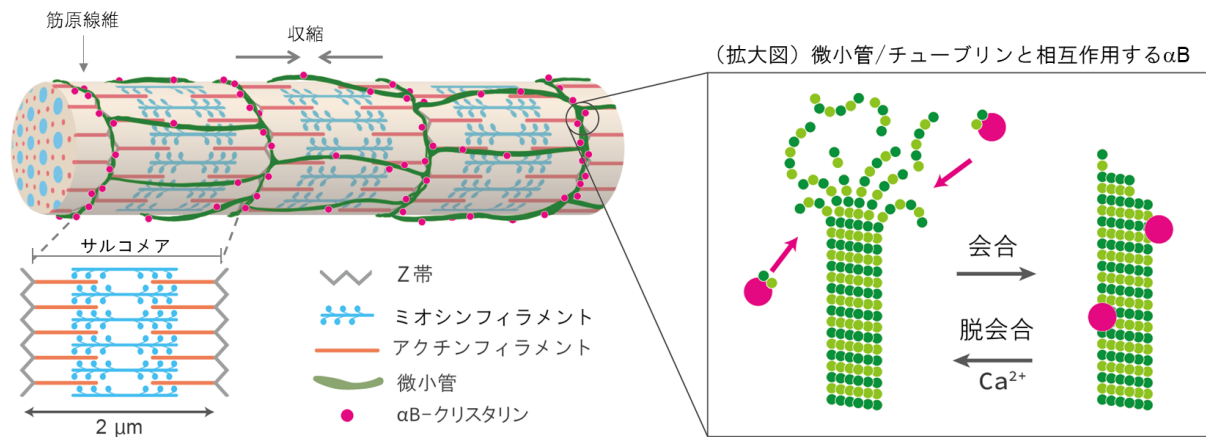 筋原線維
収縮
サルコメア
2 μm
Z帯
ミオシンフィラメント
アクチンフィラメント
微小管
αB-クリスタリン
（拡大図）微小管/チューブリンと相互作用するαB
会合
脱会合
Ca²⁺